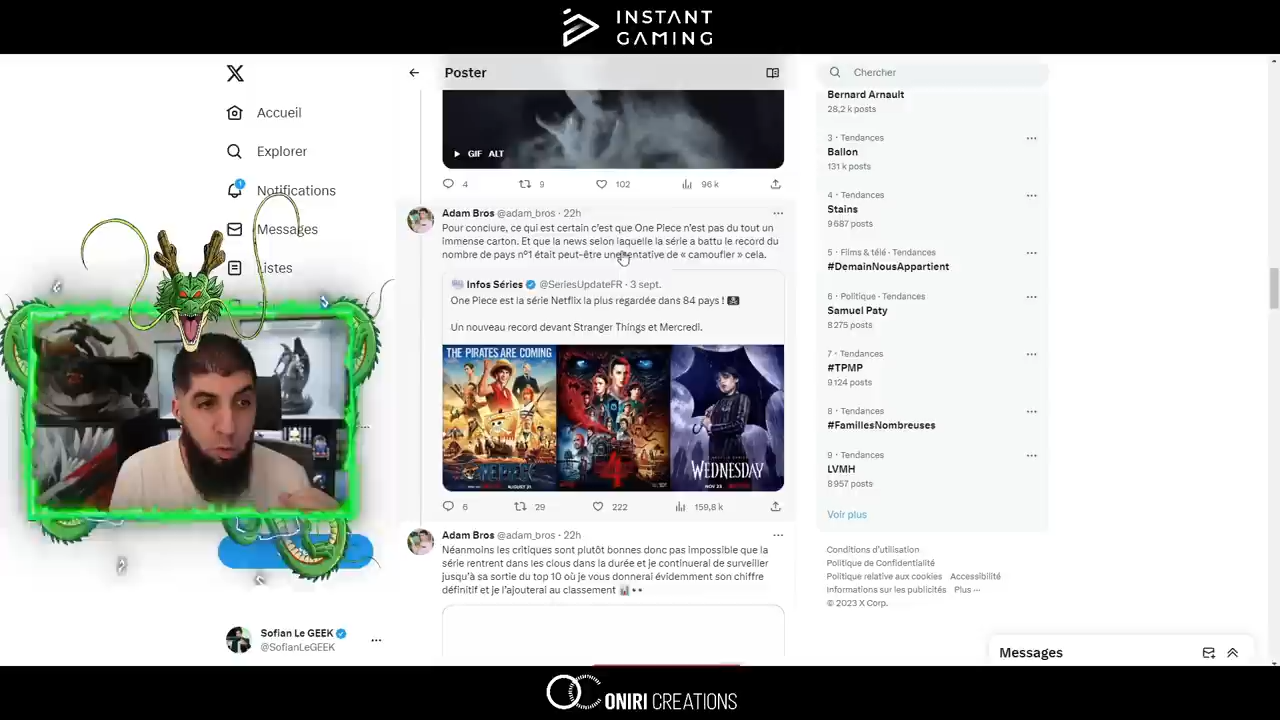 INSTANT
GAMING
Accueil
Explorer
1
Notifications
Messages
Listes
Sofian Le GEEK
@SofianLeGEEK
Poster
GIF ALT
4 9 102 96 k
Adam Bros @adam_bros · 22h
Pour conclure, ce qui est certain c'est que One Piece n'est pas du tout un
immense carton. Et que la news selon laquelle la série a battu le record du
nombre de pays n°1 était peut-être une tentative de « camoufler » cela.
Infos Séries @SeriesUpdateFR · 3 sept.
One Piece est la série Netflix la plus regardée dans 84 pays !
Un nouveau record devant Stranger Things et Mercredi.
THE PIRATES ARE COMING
AUGUST 31
4
WEDNESDAY
NOV 23
6 29 222 159,8 k
Adam Bros @adam_bros · 22h
Néanmoins les critiques sont plutôt bonnes donc pas impossible que la
série rentrent dans les clous dans la durée et je continuerai de surveiller
jusqu'à sa sortie du top 10 où je vous donnerai évidemment son chiffre
définitif et je l'ajouterai au classement
Chercher
Bernard Arnault
28,2 k posts
3 · Tendances
Ballon
131 k posts
4 · Tendances
Stains
9 687 posts
5 · Films & télé · Tendances
#DemainNousAppartient
6 · Politique · Tendances
Samuel Paty
8 275 posts
7 · Tendances
#TPMP
9 124 posts
8 · Tendances
#FamillesNombreuses
9 · Tendances
LVMH
8 957 posts
Voir plus
Conditions d'utilisation
Politique de Confidentialité
Politique relative aux cookies Accessibilité
Informations sur les publicités Plus ···
© 2023 X Corp.
Messages
OC ONIRI CREATIONS